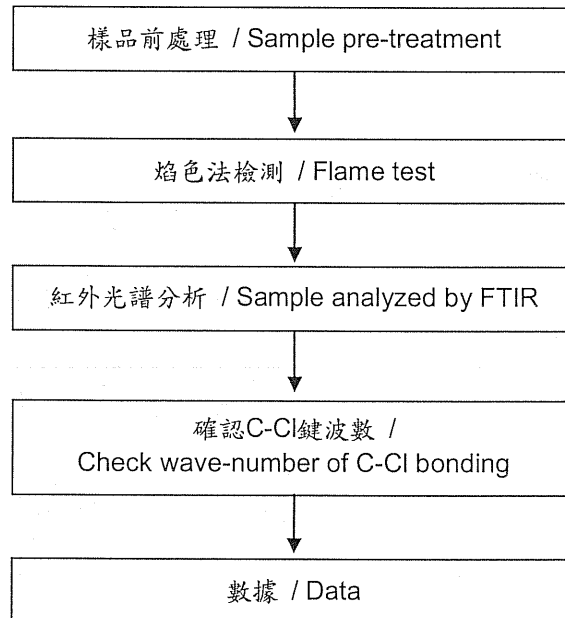 樣品前處理 / Sample pre-treatment
焰色法檢測 / Flame test
紅外光譜分析 / Sample analyzed by FTIR
確認C-Cl鍵波數 /
Check wave-number of C-Cl bonding
數據 / Data